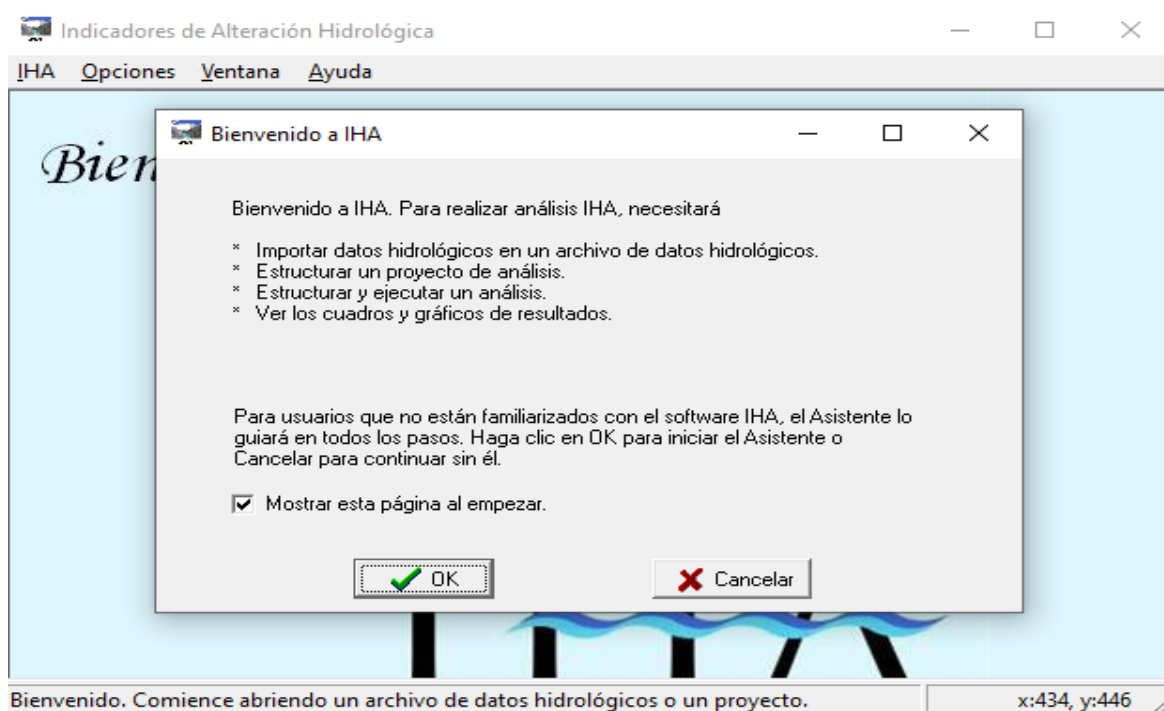 Indicadores de Alteración Hidrológica
IHA Opciones Ventana Ayuda
Bien
Bienvenido a IHA
Bienvenido a IHA. Para realizar análisis IHA, necesitará
* Importar datos hidrológicos en un archivo de datos hidrológicos.
* Estructurar un proyecto de análisis.
* Estructurar y ejecutar un análisis.
* Ver los cuadros y gráficos de resultados.
Para usuarios que no están familiarizados con el software IHA, el Asistente lo
guiará en todos los pasos. Haga clic en OK para iniciar el Asistente o
Cancelar para continuar sin él.
Mostrar esta página al empezar.
OK Cancelar
Bienvenido. Comience abriendo un archivo de datos hidrológicos o un proyecto. x:434, y:446